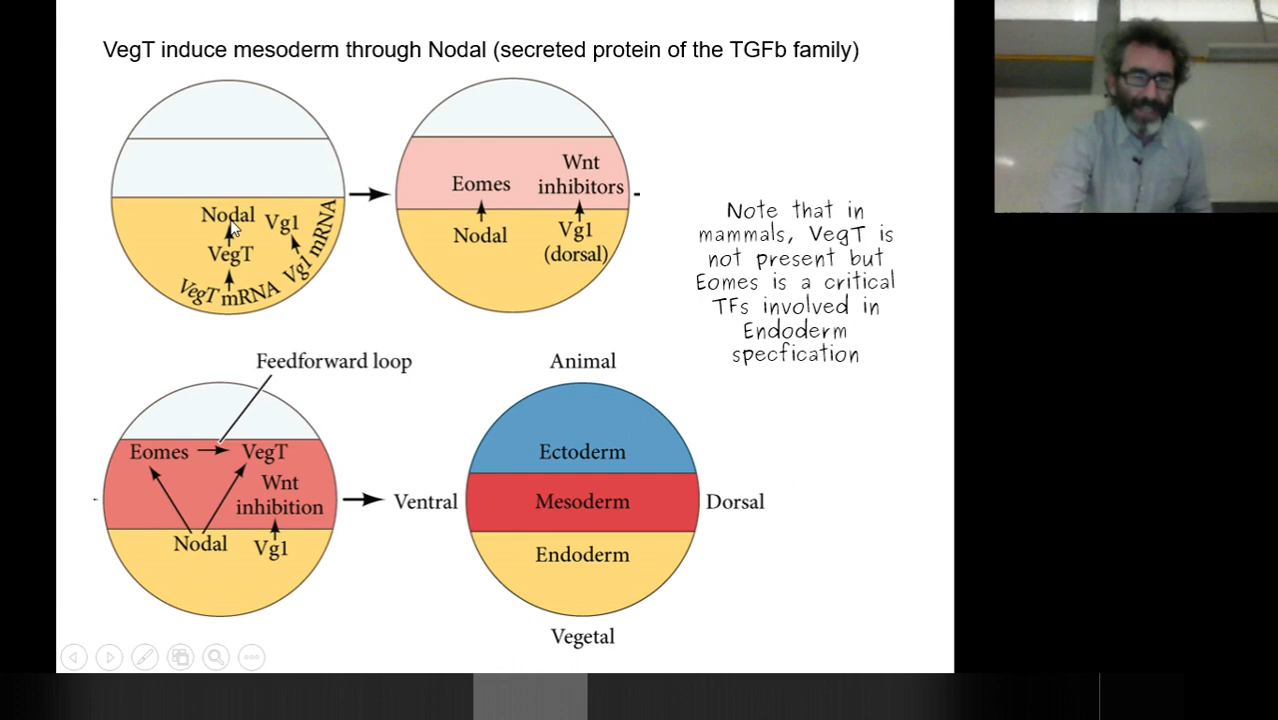 VegT induce mesoderm through Nodal (secreted protein of the TGFb family)
Nodal
Vg1
VegT
VegT mRNA
Vg1 mRNA
Eomes
Wnt
inhibitors
Nodal
Vg1
(dorsal)
Note that in
mammals, VegT is
not present but
Eomes is a critical
TFs involved in
Endoderm
specfication
Feedforward loop
Eomes
VegT
Wnt
inhibition
Nodal
Vg1
Animal
Ectoderm
Ventral
Mesoderm
Dorsal
Endoderm
Vegetal